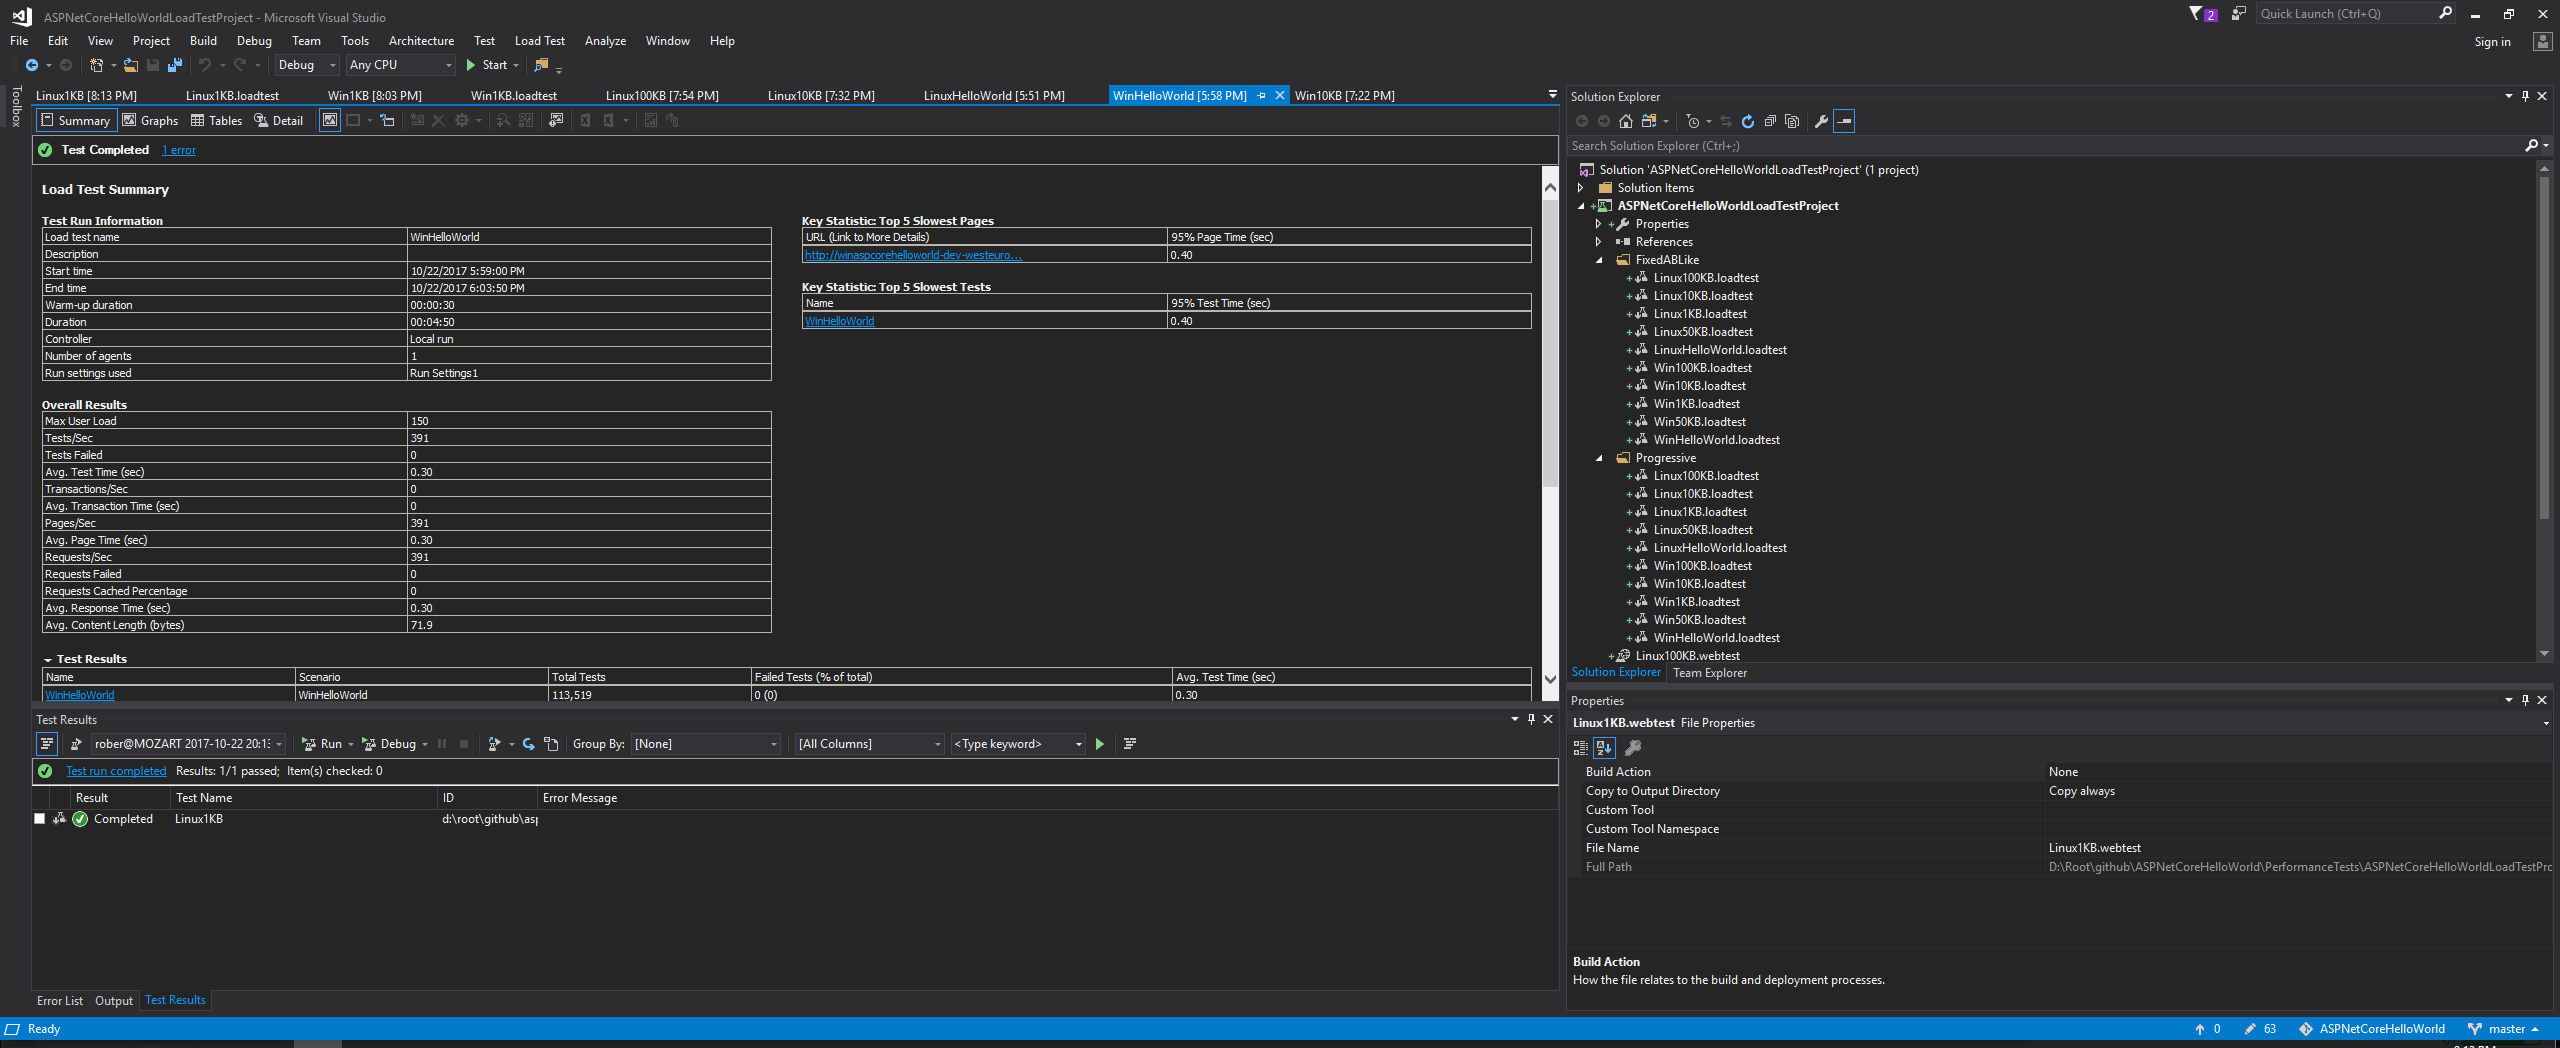 ASPNetCoreHelloWorldLoadTestProject - Microsoft Visual Studio
2
Quick Launch (Ctrl+Q)
File Edit View Project Build Debug Team Tools Architecture Test Load Test Analyze Window Help
Sign in
Debug Any CPU Start
Toolbox
Linux1KB [8:13 PM] Linux1KB.loadtest Win1KB [8:03 PM] Win1KB.loadtest Linux100KB [7:54 PM] Linux10KB [7:32 PM] LinuxHelloWorld [5:51 PM] WinHelloWorld [5:58 PM] Win10KB [7:22 PM]
Summary Graphs Tables Detail
Test Completed 1 error
Load Test Summary
Test Run Information
Load test name WinHelloWorld
Description
Start time 10/22/2017 5:59:00 PM
End time 10/22/2017 6:03:50 PM
Warm-up duration 00:00:30
Duration 00:04:50
Controller Local run
Number of agents 1
Run settings used Run Settings1
Overall Results
Max User Load 150
Tests/Sec 391
Tests Failed 0
Avg. Test Time (sec) 0.30
Transactions/Sec 0
Avg. Transaction Time (sec) 0
Pages/Sec 391
Avg. Page Time (sec) 0.30
Requests/Sec 391
Requests Failed 0
Requests Cached Percentage 0
Avg. Response Time (sec) 0.30
Avg. Content Length (bytes) 71.9
Key Statistic: Top 5 Slowest Pages
URL (Link to More Details) 95% Page Time (sec)
http://winaspcorehelloworld-dev-westeuro... 0.40
Key Statistic: Top 5 Slowest Tests
Name 95% Test Time (sec)
WinHelloWorld 0.40
Test Results
Name Scenario Total Tests Failed Tests (% of total) Avg. Test Time (sec)
WinHelloWorld WinHelloWorld 113,519 0 (0) 0.30
Test Results
rober@MOZART 2017-10-22 20:13 Run Debug Group By: [None] [All Columns] <Type keyword>
Test run completed Results: 1/1 passed; Item(s) checked: 0
Result Test Name ID Error Message
Completed Linux1KB d:\root\github\asp
Error List Output Test Results
Solution Explorer
Search Solution Explorer (Ctrl+;)
Solution 'ASPNetCoreHelloWorldLoadTestProject' (1 project)
Solution Items
ASPNetCoreHelloWorldLoadTestProject
Properties
References
FixedABLike
Linux100KB.loadtest
Linux10KB.loadtest
Linux1KB.loadtest
Linux50KB.loadtest
LinuxHelloWorld.loadtest
Win100KB.loadtest
Win10KB.loadtest
Win1KB.loadtest
Win50KB.loadtest
WinHelloWorld.loadtest
Progressive
Linux100KB.loadtest
Linux10KB.loadtest
Linux1KB.loadtest
Linux50KB.loadtest
LinuxHelloWorld.loadtest
Win100KB.loadtest
Win10KB.loadtest
Win1KB.loadtest
Win50KB.loadtest
WinHelloWorld.loadtest
Linux100KB.webtest
Solution Explorer Team Explorer
Properties
Linux1KB.webtest File Properties
Build Action None
Copy to Output Directory Copy always
Custom Tool
Custom Tool Namespace
File Name Linux1KB.webtest
Full Path D:\Root\github\ASPNetCoreHelloWorld\PerformanceTests\ASPNetCoreHelloWorldLoadTestPro
Build Action
How the file relates to the build and deployment processes.
Ready 0 63 ASPNetCoreHelloWorld master